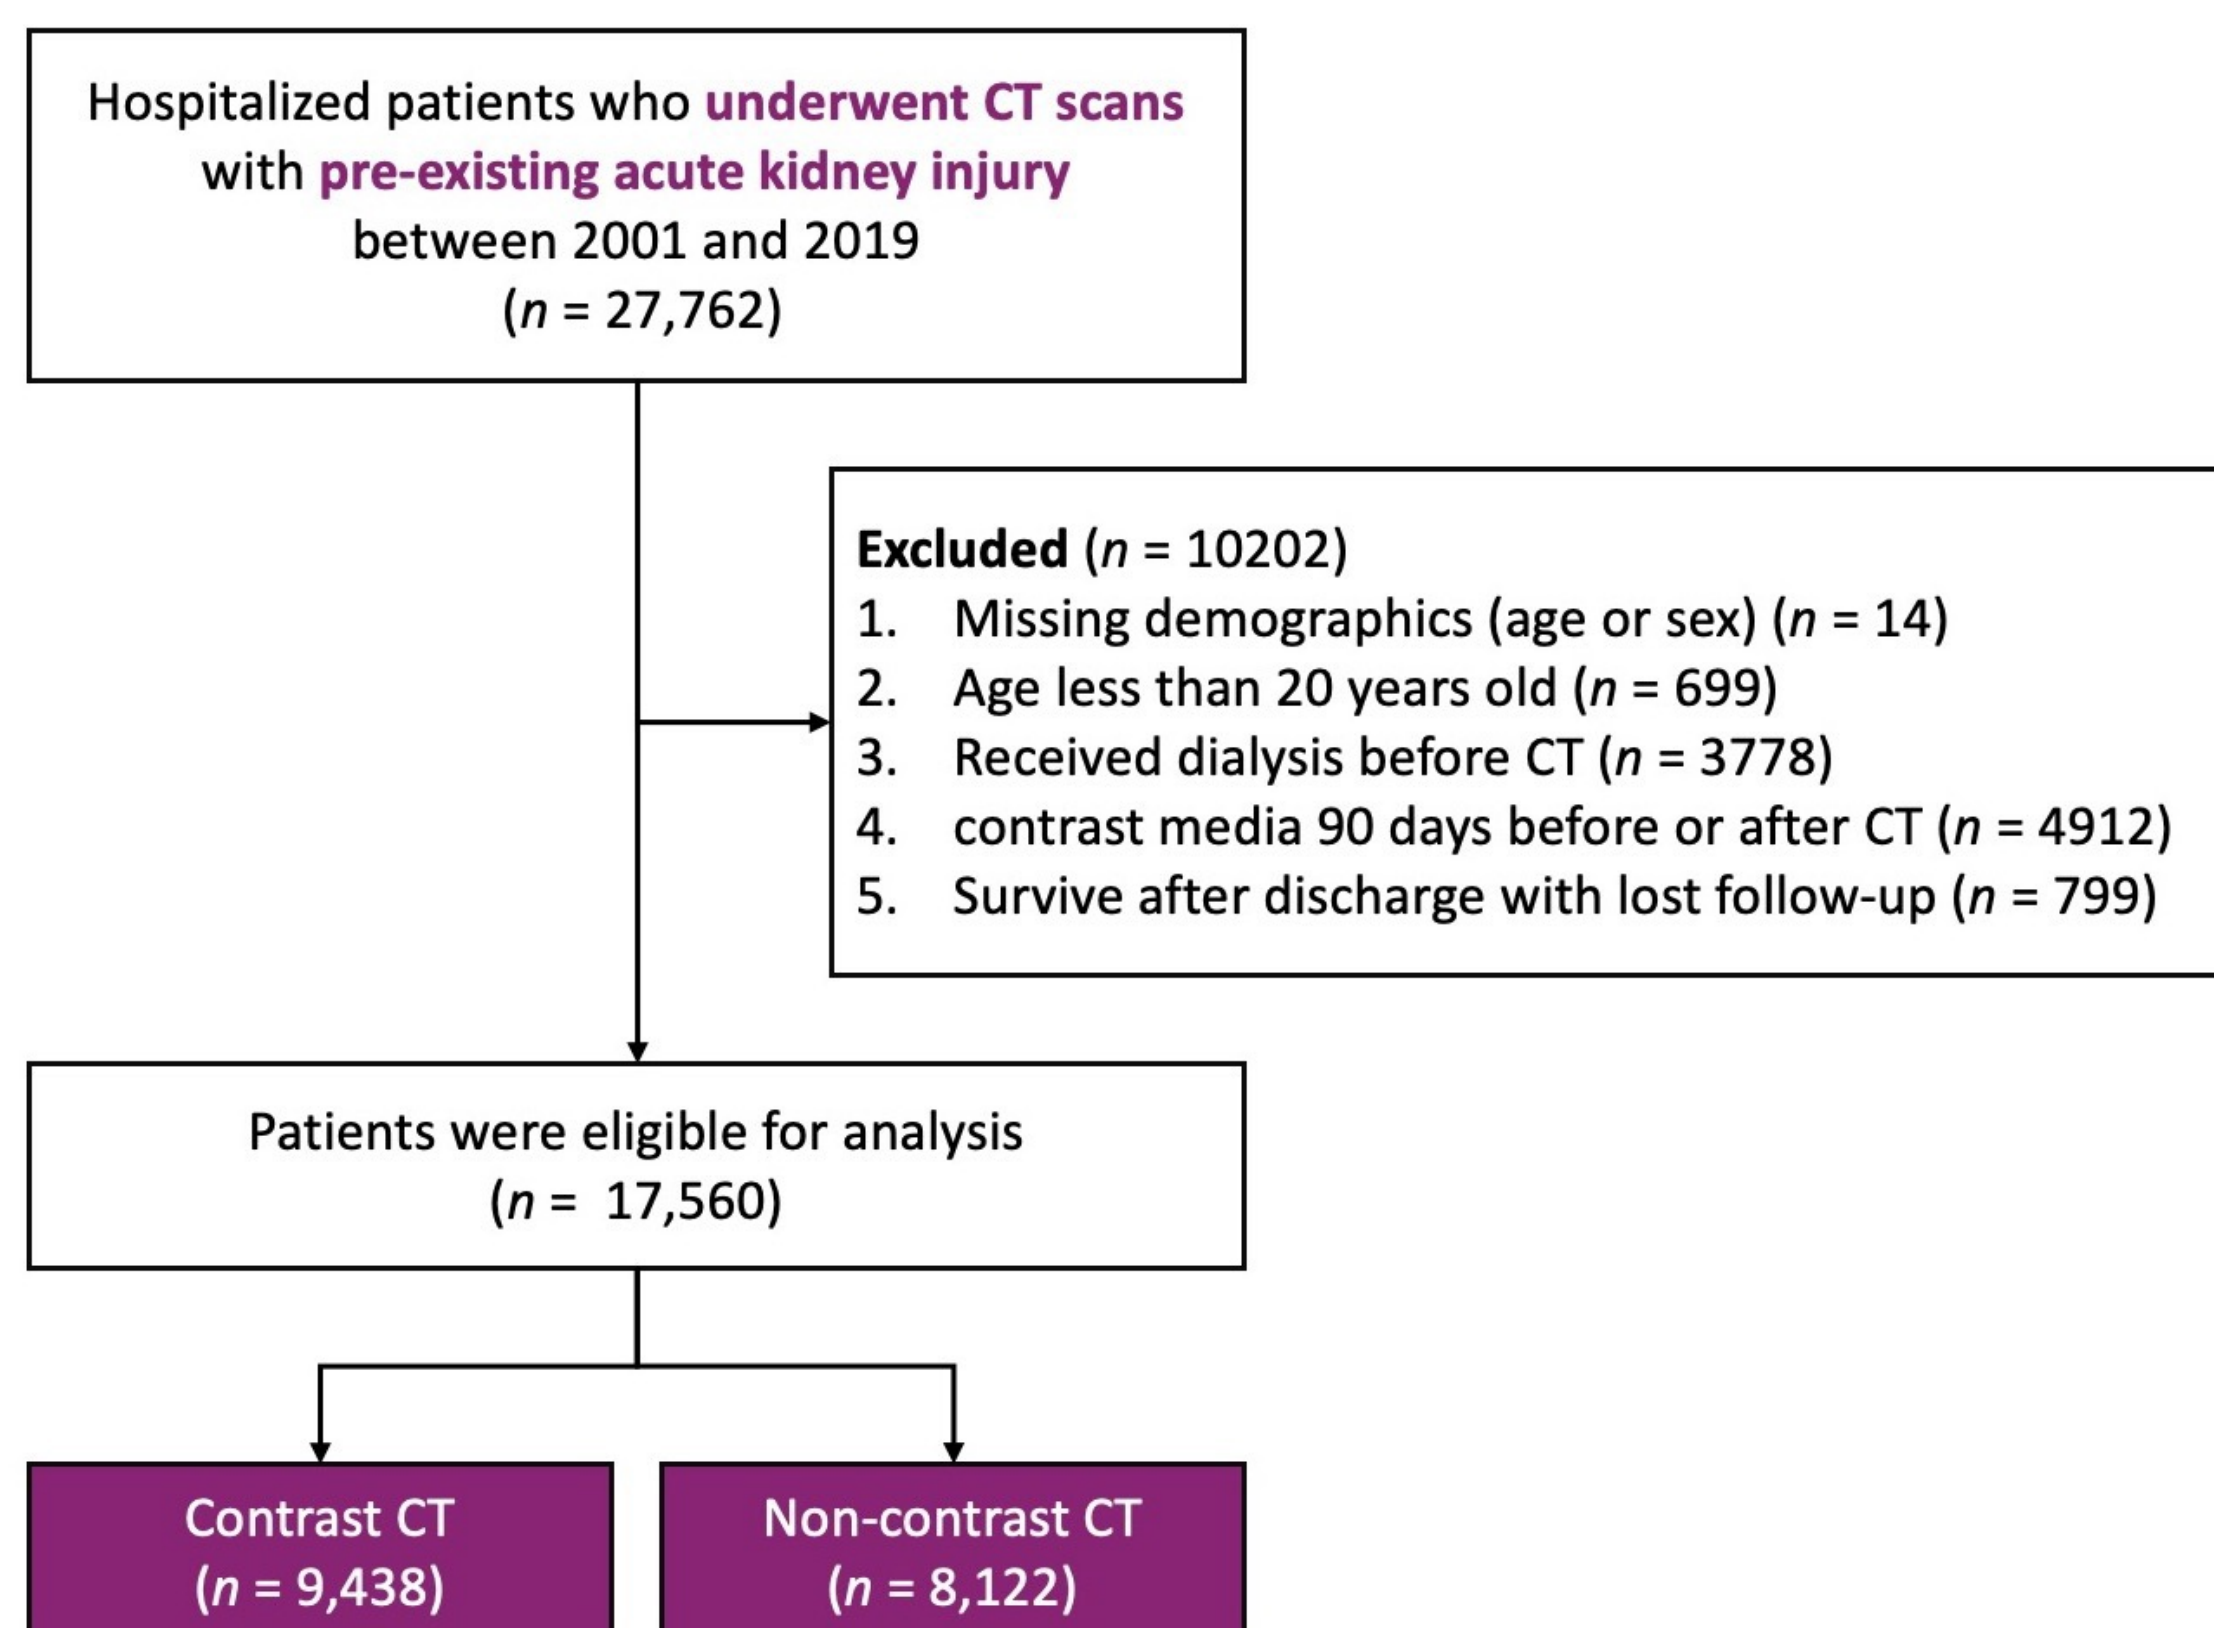 Hospitalized patients who underwent CT scans
with pre-existing acute kidney injury
between 2001 and 2019
(n = 27,762)
Excluded (n = 10202)
1. Missing demographics (age or sex) (n = 14)
2. Age less than 20 years old (n = 699)
3. Received dialysis before CT (n = 3778)
4. contrast media 90 days before or after CT (n = 4912)
5. Survive after discharge with lost follow-up (n = 799)
Patients were eligible for analysis
(n = 17,560)
Contrast CT
(n = 9,438)
Non-contrast CT
(n = 8,122)